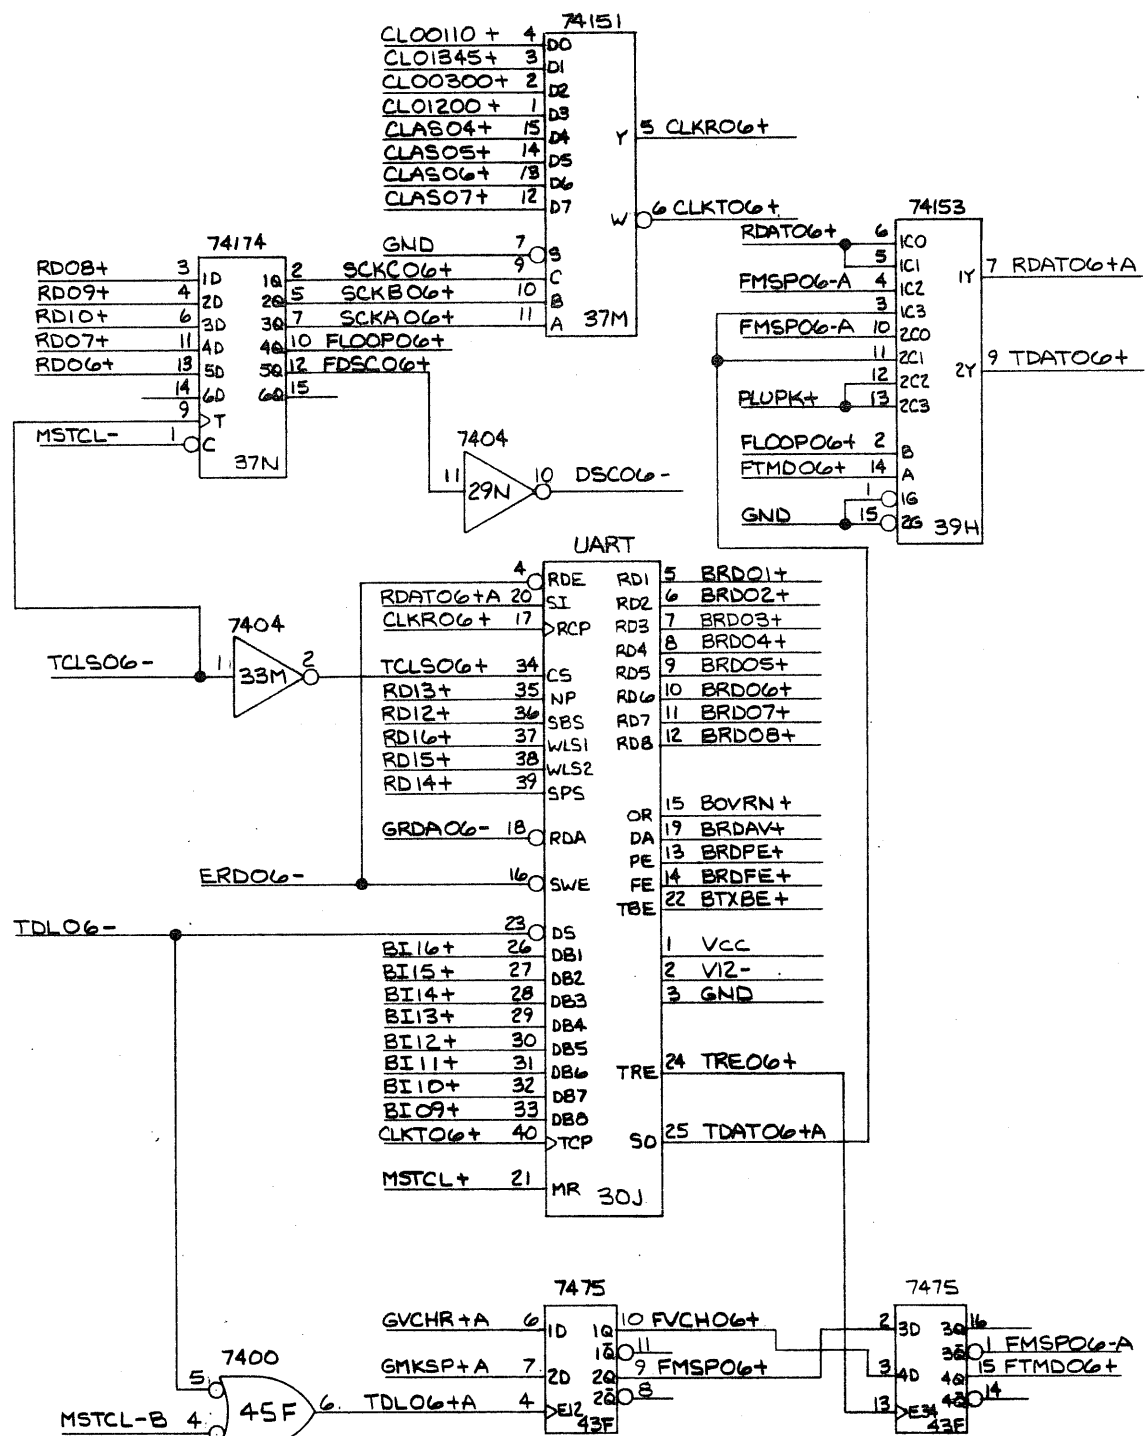 74151
CL00110 + 4 D0
CL01345+ 3 D1
CL00300+ 2 D2
CL01200+ 1 D3
CLAS04+ 15 D4
CLAS05+ 14 D5
CLAS06+ 13 D6
CLAS07+ 12 D7
Y 5 CLKR06+
W 6 CLKT06+
GND 7 S
SCKC06+ 9 C
SCKB06+ 10 B
SCKA06+ 11 A
37M
74174
RD08+ 3 1D 1Q 2
RD09+ 4 2D 2Q 5
RD10+ 6 3D 3Q 7
RD07+ 11 4D 4Q 10 FLOOP06+
RD06+ 13 5D 5Q 12 FDSC06+
14 6D 6Q 15
9 T
MSTCL- 1 C
37N
7404
11 29N 10 DSC06-
74153
RDAT06+ 6 1C0
5 1C1
FMSP06-A 4 1C2
3 1C3
FMSP06-A 10 2C0
11 2C1
12 2C2
PLUPK+ 13 2C3
1Y 7 RDAT06+A
2Y 9 TDAT06+
FLOOP06+ 2 B
FTMD06+ 14 A
1 1G
GND 15 2G
39H
UART
4 RDE
RDAT06+A 20 SI
CLKR06+ 17 RCP
7404
TCLS06- 1 33M 2
TCLS06+ 34 CS
RD13+ 35 NP
RD12+ 36 SBS
RD16+ 37 WLS1
RD15+ 38 WLS2
RD14+ 39 SPS
GRDA06- 18 RDA
ERD06- 16 SWE
TDL06- 23 DS
BI16+ 26 DB1
BI15+ 27 DB2
BI14+ 28 DB3
BI13+ 29 DB4
BI12+ 30 DB5
BI11+ 31 DB6
BI10+ 32 DB7
BI09+ 33 DB8
CLKT06+ 40 TCP
MSTCL+ 21 MR
RD1 5 BRD01+
RD2 6 BRD02+
RD3 7 BRD03+
RD4 8 BRD04+
RD5 9 BRD05+
RD6 10 BRD06+
RD7 11 BRD07+
RD8 12 BRD08+
OR 15 BOVRN+
DA 19 BRDAV+
PE 13 BRDPE+
FE 14 BRDFE+
TBE 22 BTXBE+
1 VCC
2 V12-
3 GND
TRE 24 TRE06+
SO 25 TDAT06+A
30J
7475
GVCHR+A 6 1D 1Q 10 FVCH06+
1Q̅ 11
GMKSP+A 7 2D 2Q 9 FMSP06+
2Q̅ 8
TDL06+A 4 E12
43F
7400
5
MSTCL-B 4
45F 6
7475
2 3D 3Q 16
3Q̅ 1 FMSP06-A
3 4D 4Q 15 FTMD06+
4Q̅ 14
13 E34
43F